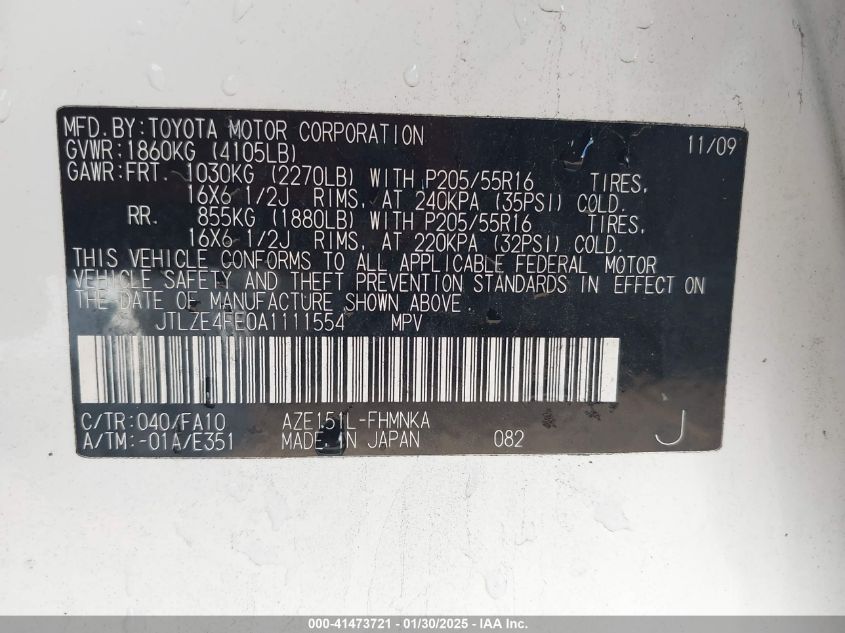 MFD.BY:TOYOTA MOTOR CORPORATION 11/09
GVWR:1860KG (4105LB)
GAWR:FRT. 1030KG (2270LB) WITH P205/55R16 TIRES,
16X6 1/2J RIMS, AT 240KPA (35PSI) COLD.
RR. 855KG (1880LB) WITH P205/55R16 TIRES,
16X6 1/2J RIMS, AT 220KPA (32PSI) COLD.
THIS VEHICLE CONFORMS TO ALL APPLICABLE FEDERAL MOTOR
VEHICLE SAFETY AND THEFT PREVENTION STANDARDS IN EFFECT ON
THE DATE OF MANUFACTURE SHOWN ABOVE
JTLZE4FE0A1111554 MPV
C/TR:040/FA10 AZE151L-FHMNKA
A/TM:-01A/E351 MADE IN JAPAN 082 J
000-41473721 - 01/30/2025 - IAA Inc.